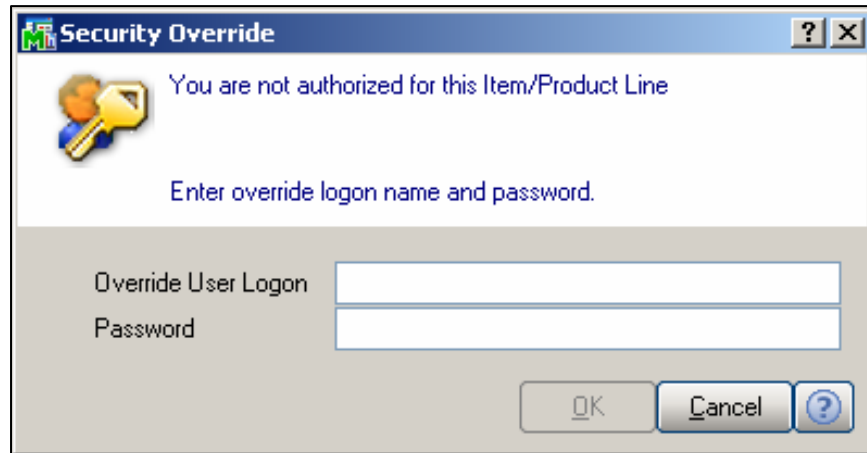 Security Override
You are not authorized for this Item/Product Line
Enter override logon name and password.
Override User Logon
Password
OK
Cancel
?